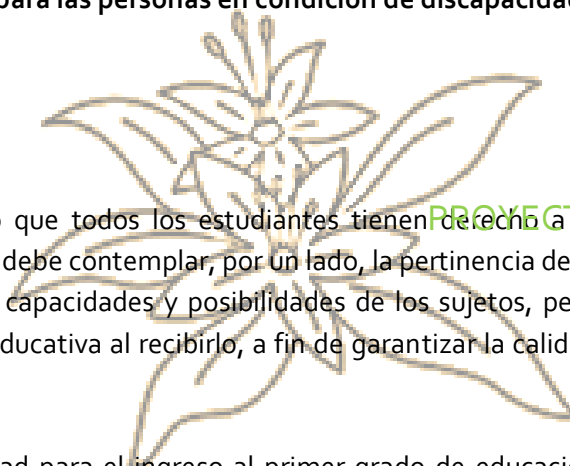 para las personas en condición de discapacidad
que todos los estudiantes tienen derecho a
PROYECT
debe contemplar, por un lado, la pertinencia de
capacidades y posibilidades de los sujetos, pe
ducativa al recibirlo, a fin de garantizar la calid
ad para el ingreso al primer grado de educaci